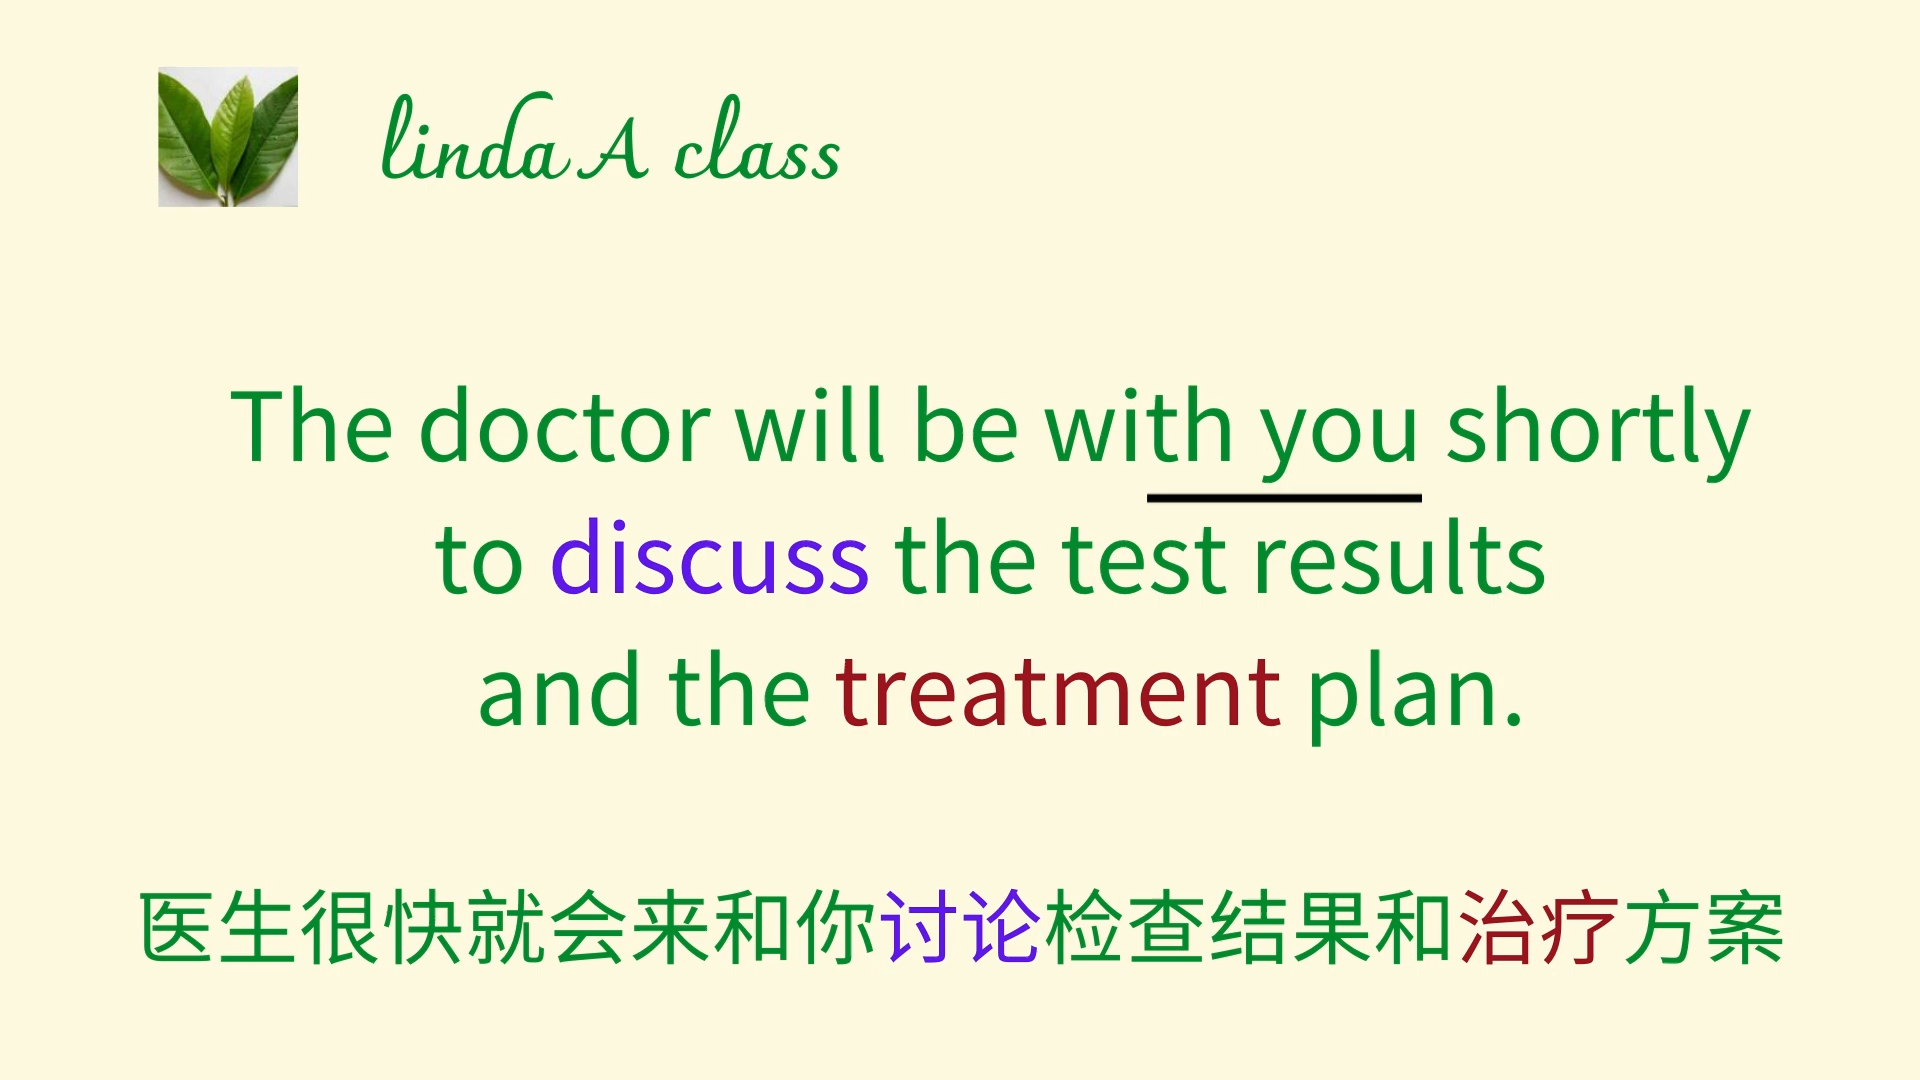 linda A class
The doctor will be with you shortly
to discuss the test results
and the treatment plan.
医生很快就会来和你讨论检查结果和治疗方案